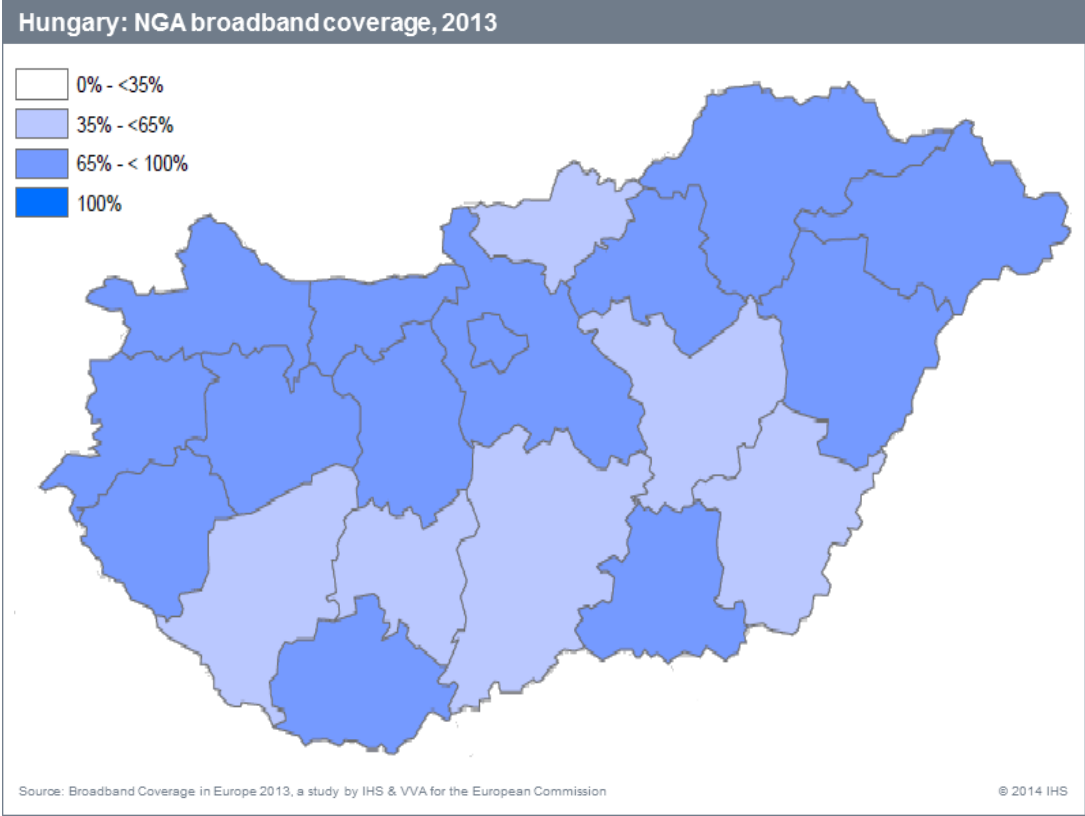 Hungary: NGA broadband coverage, 2013
0% - <35%
35% - <65%
65% - < 100%
100%
Source: Broadband Coverage in Europe 2013, a study by IHS & VVA for the European Commission
© 2014 IHS